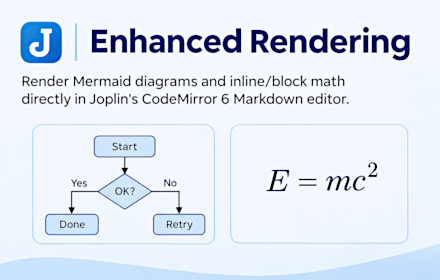 J
Enhanced Rendering
Render Mermaid diagrams and inline/block math
directly in Joplin's CodeMirror 6 Markdown editor.
Start
Yes
OK?
No
Done
Retry
E = mc²